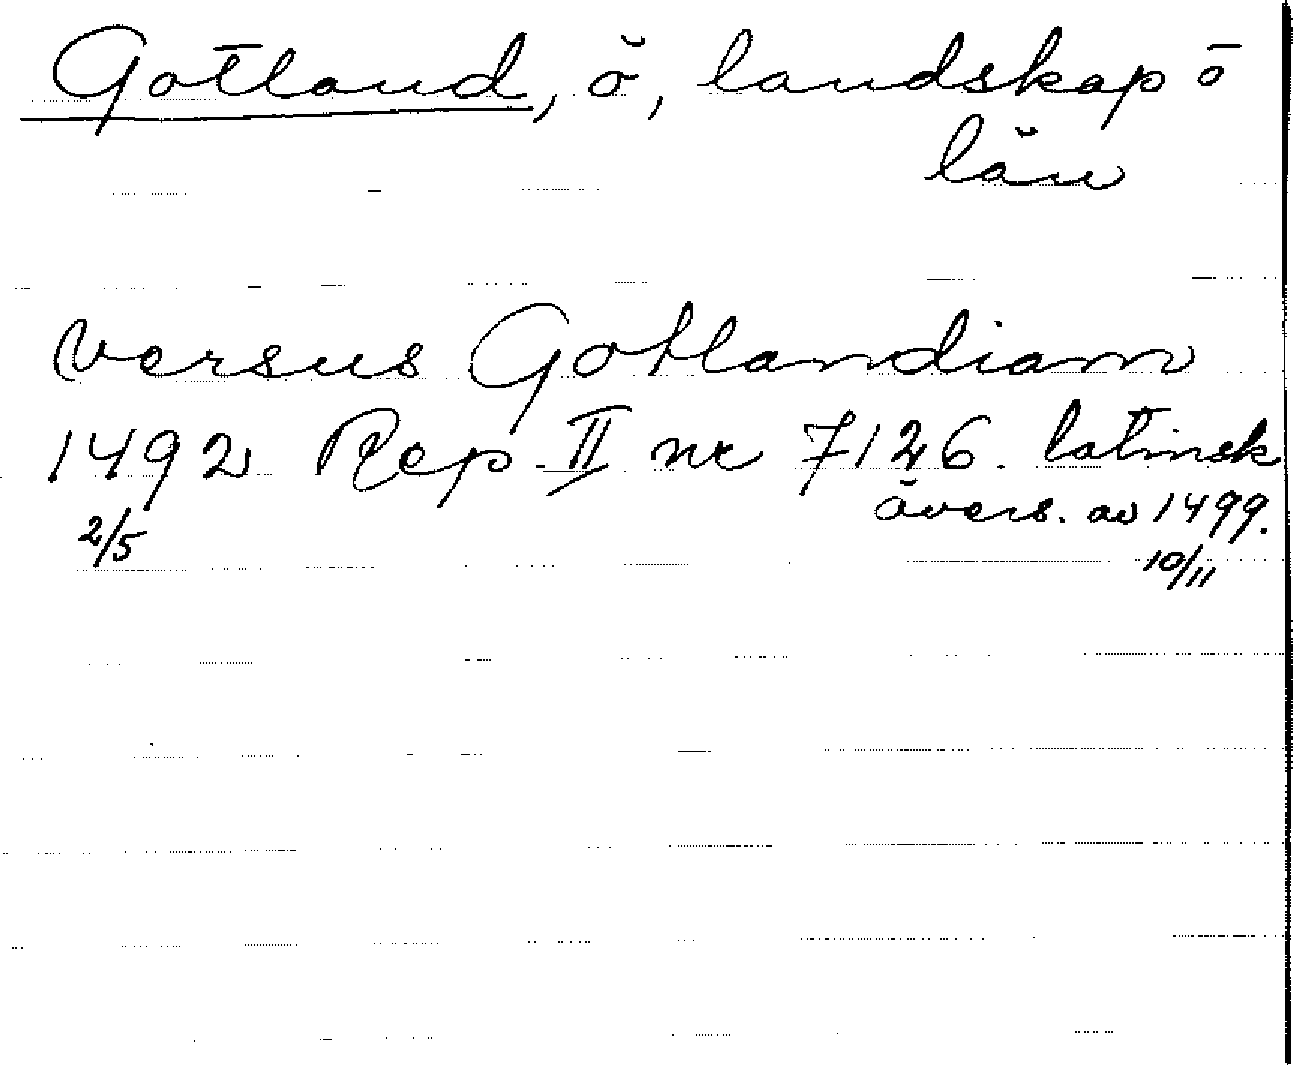 Gotland, ö, landskap o
län
versus Gotlandiam
1492 Rep. II nr 7126. latinsk
2/5 övers. av 1499.
10/11